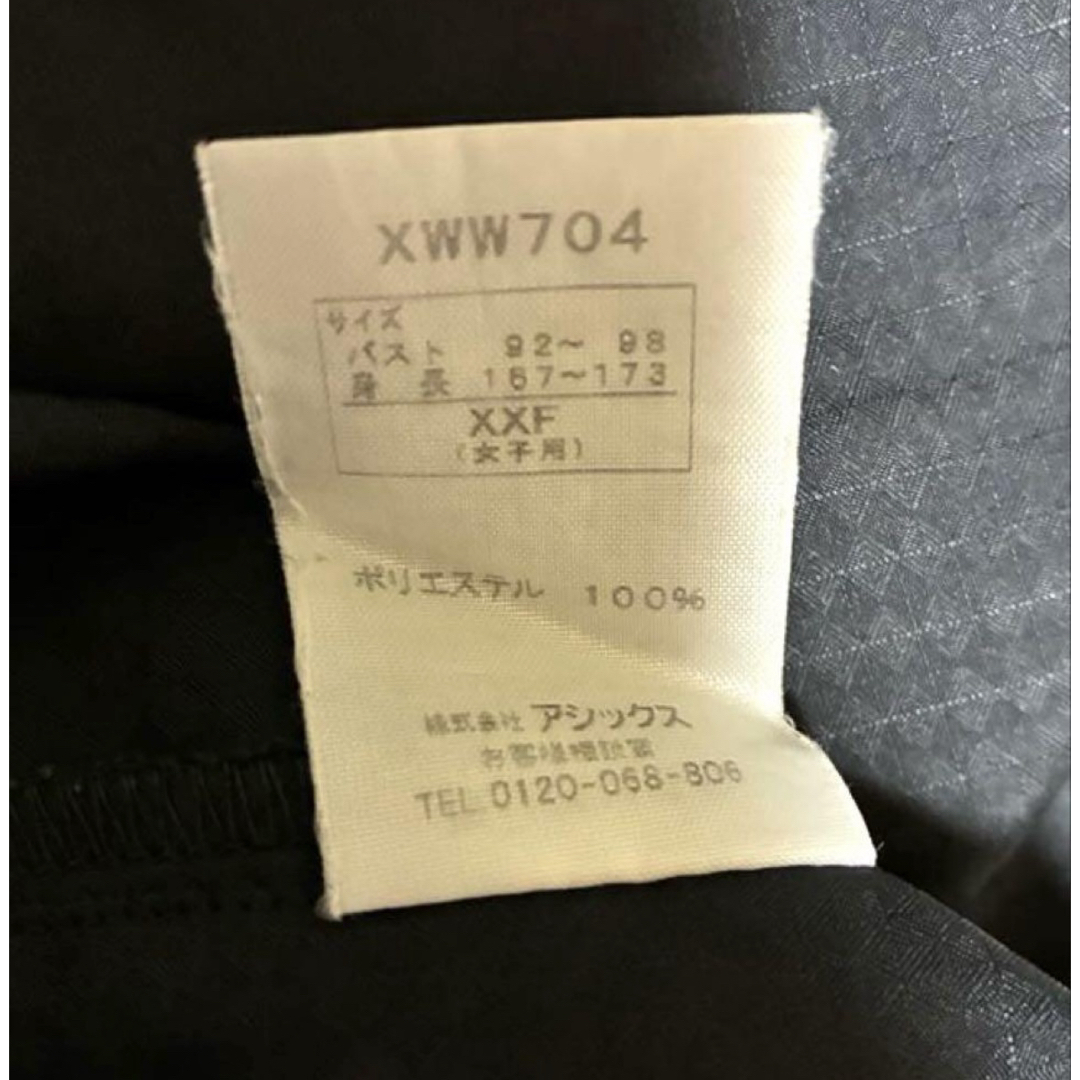 XWW704
サイズ
バスト 92〜 98
身 長 167〜173
XXF
(女子用)
ポリエステル 100%
株式会社 アシックス
お客様相談室
TEL 0120-068-806